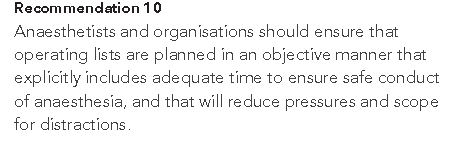 Recommendation 10
Anaesthetists and organisations should ensure that
operating lists are planned in an objective manner that
explicitly includes adequate time to ensure safe conduct
of anaesthesia, and that will reduce pressures and scope
for distractions.